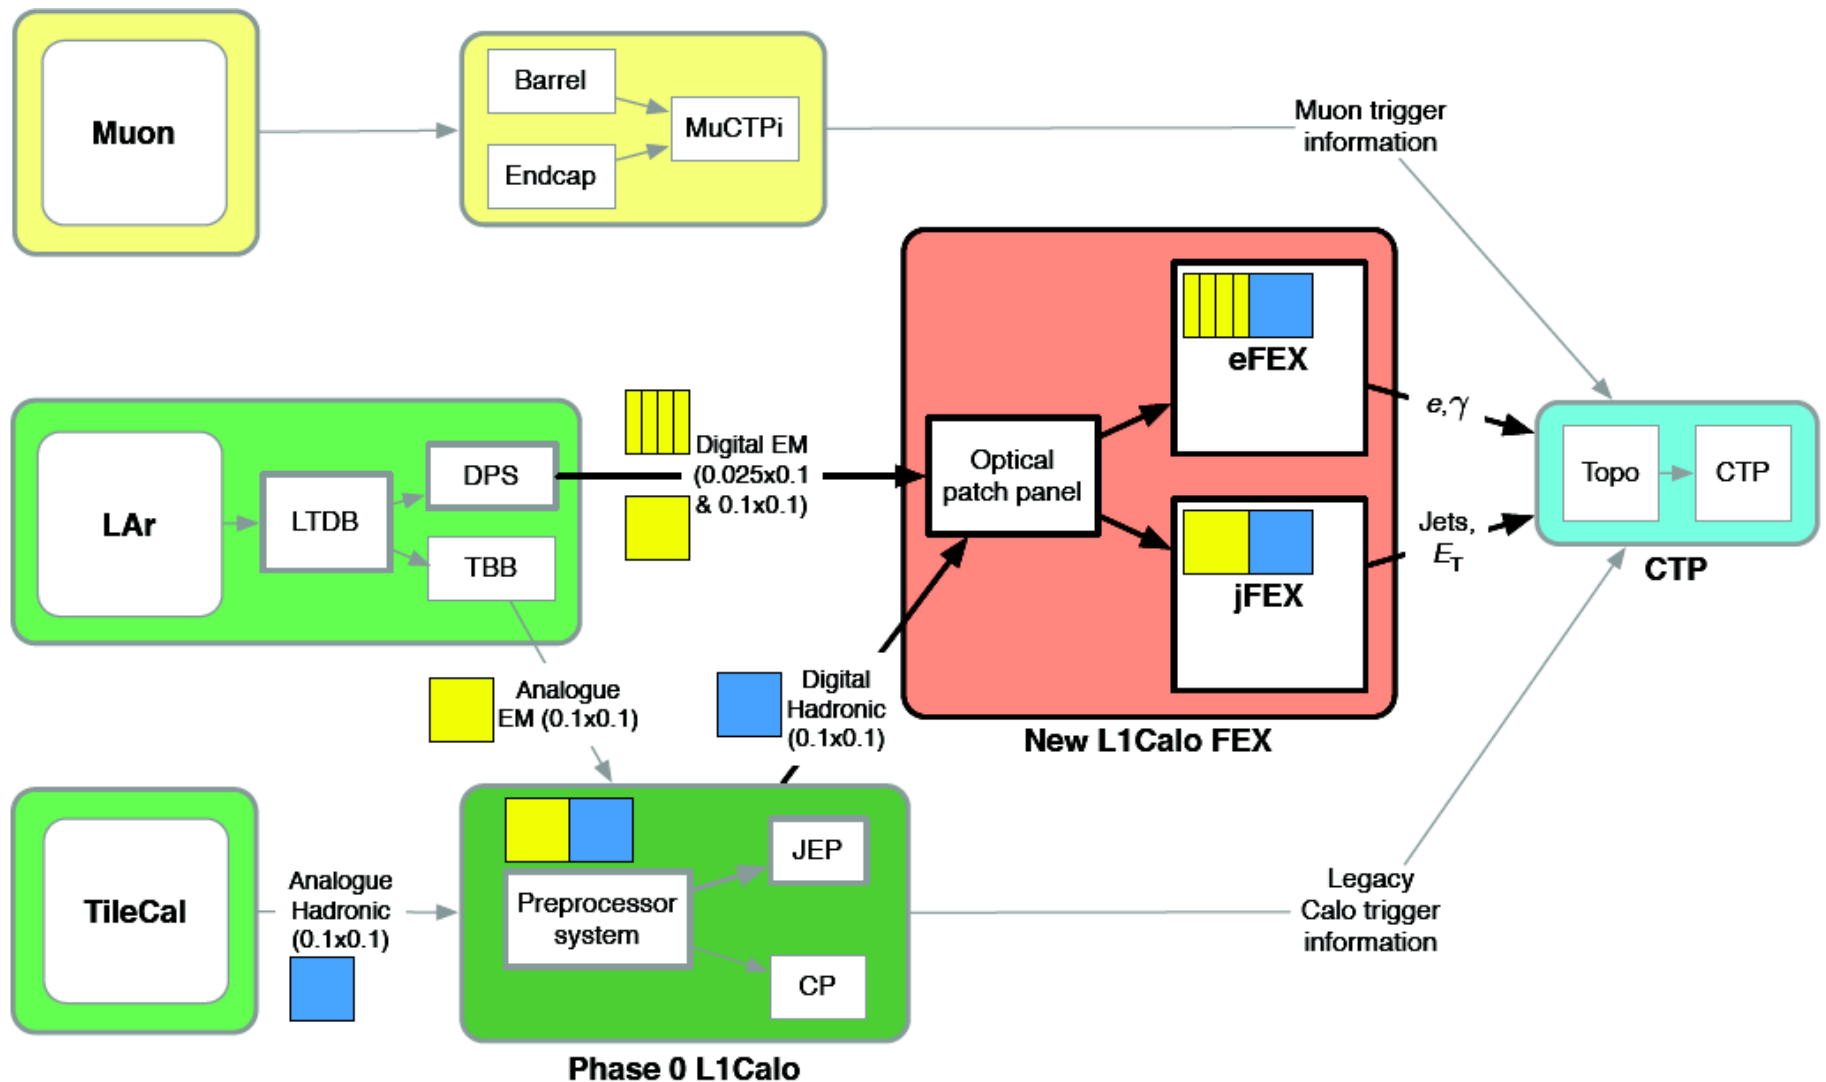 Muon
Barrel
Endcap
MuCTPi
Muon trigger
information
LAr
LTDB
DPS
TBB
Digital EM
(0.025x0.1
& 0.1x0.1)
Optical
patch panel
eFEX
jFEX
New L1Calo FEX
e,γ
Jets,
ET
Topo
CTP
CTP
Analogue
EM (0.1x0.1)
Digital
Hadronic
(0.1x0.1)
TileCal
Analogue
Hadronic
(0.1x0.1)
Preprocessor
system
JEP
CP
Phase 0 L1Calo
Legacy
Calo trigger
information